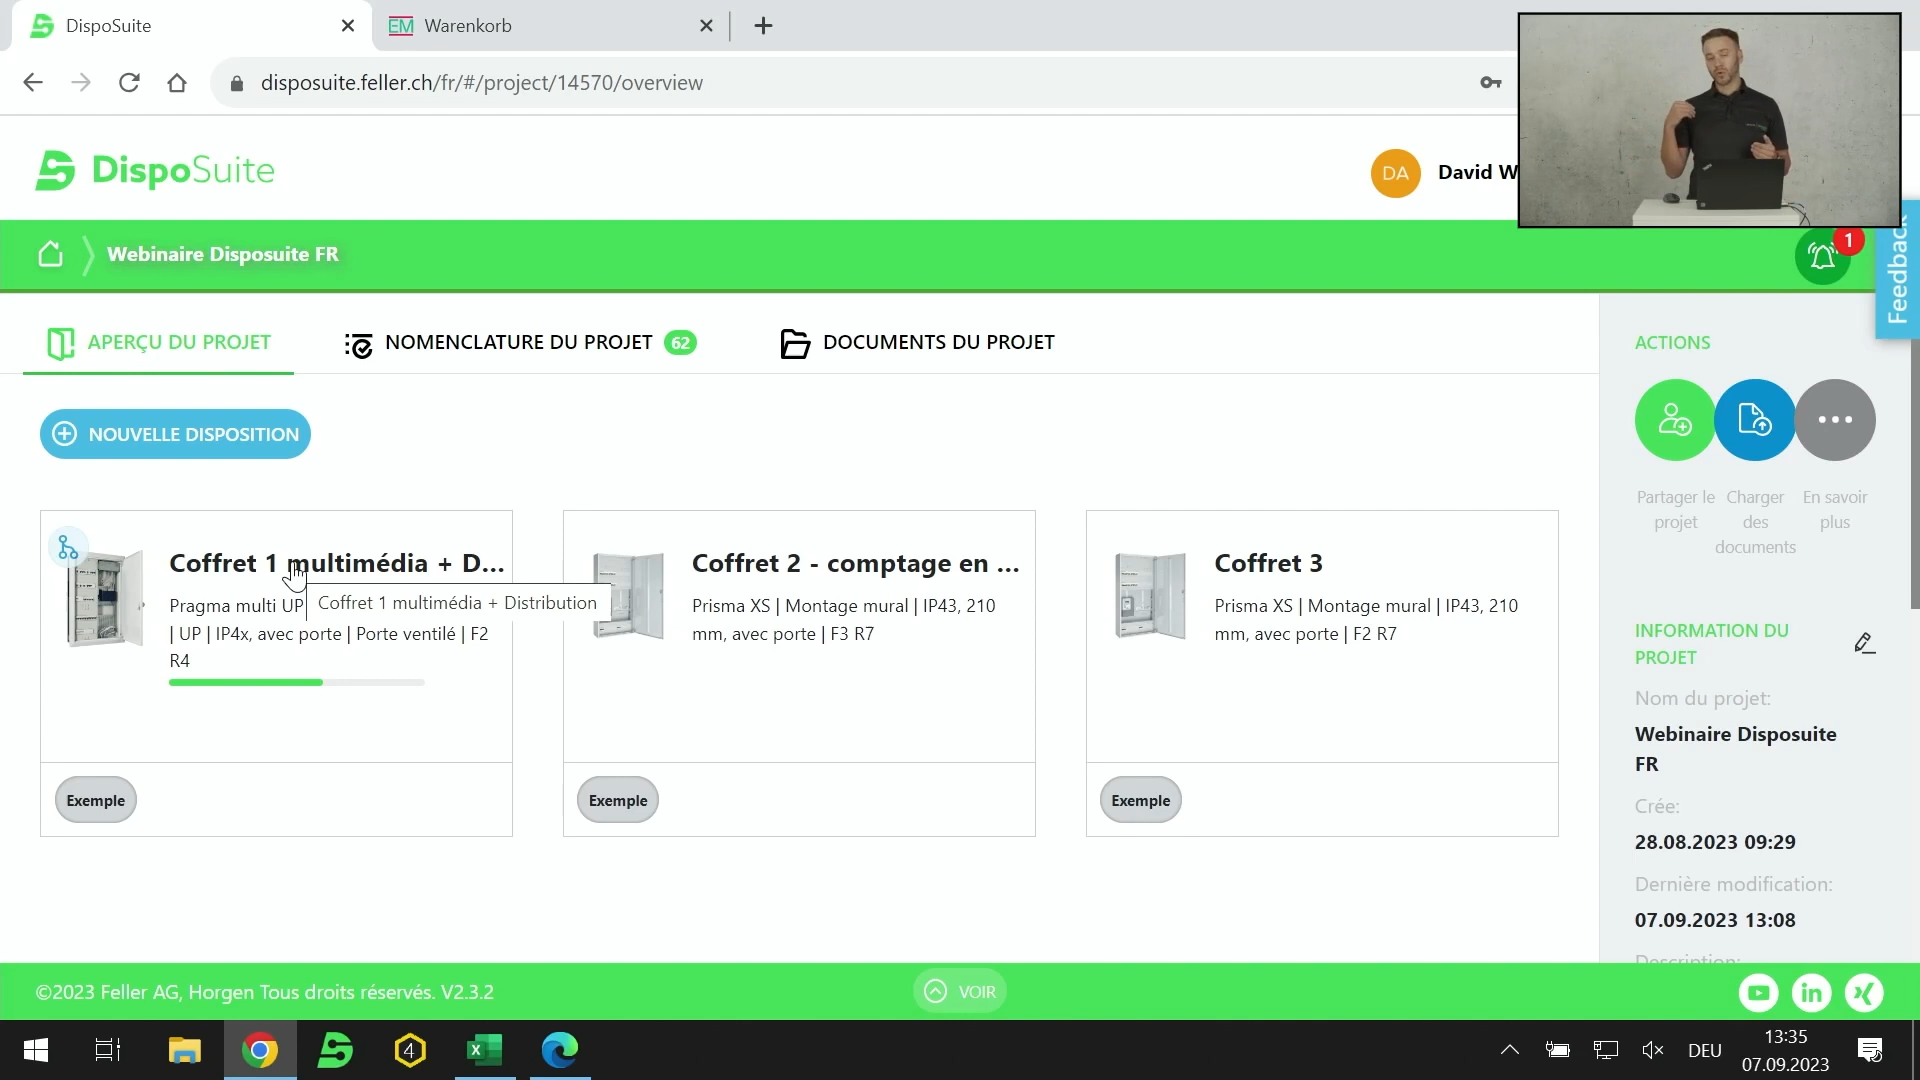 DispoSuite
EM Warenkorb
disposuite.feller.ch/fr/#/project/14570/overview
DispoSuite
DA David W
Webinaire Disposuite FR
1
Feedback
APERÇU DU PROJET
NOMENCLATURE DU PROJET 62
DOCUMENTS DU PROJET
ACTIONS
NOUVELLE DISPOSITION
Partager le projet
Charger des documents
En savoir plus
Coffret 1 multimédia + D...
Pragma multi UP
| UP | IP4x, avec porte | Porte ventilé | F2
R4
Coffret 1 multimédia + Distribution
Exemple
Coffret 2 - comptage en ...
Prisma XS | Montage mural | IP43, 210
mm, avec porte | F3 R7
Exemple
Coffret 3
Prisma XS | Montage mural | IP43, 210
mm, avec porte | F2 R7
Exemple
INFORMATION DU
PROJET
Nom du projet:
Webinaire Disposuite
FR
Crée:
28.08.2023 09:29
Dernière modification:
07.09.2023 13:08
Description:
©2023 Feller AG, Horgen Tous droits réservés. V2.3.2
VOIR
in
4
X
DEU
13:35
07.09.2023